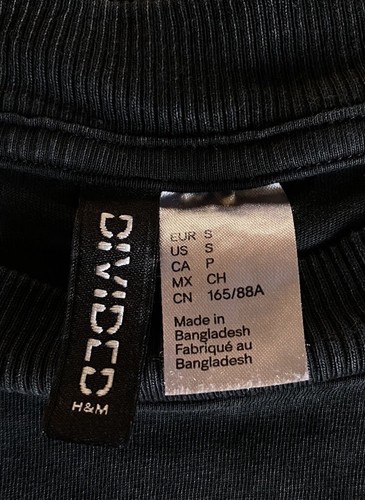 DIVIDED
H&M
EUR S
US S
CA P
MX CH
CN 165/88A
Made in
Bangladesh
Fabriqué au
Bangladesh